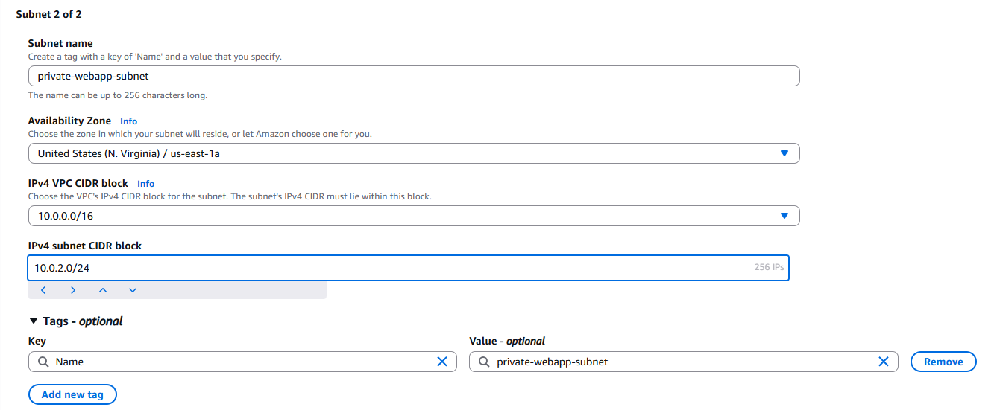 Subnet 2 of 2
Subnet name
Create a tag with a key of 'Name' and a value that you specify.
private-webapp-subnet
The name can be up to 256 characters long.
Availability Zone Info
Choose the zone in which your subnet will reside, or let Amazon choose one for you.
United States (N. Virginia) / us-east-1a
IPv4 VPC CIDR block Info
Choose the VPC's IPv4 CIDR block for the subnet. The subnet's IPv4 CIDR must lie within this block.
10.0.0.0/16
IPv4 subnet CIDR block
10.0.2.0/24 256 IPs
Tags - optional
Key Value - optional
Name private-webapp-subnet Remove
Add new tag